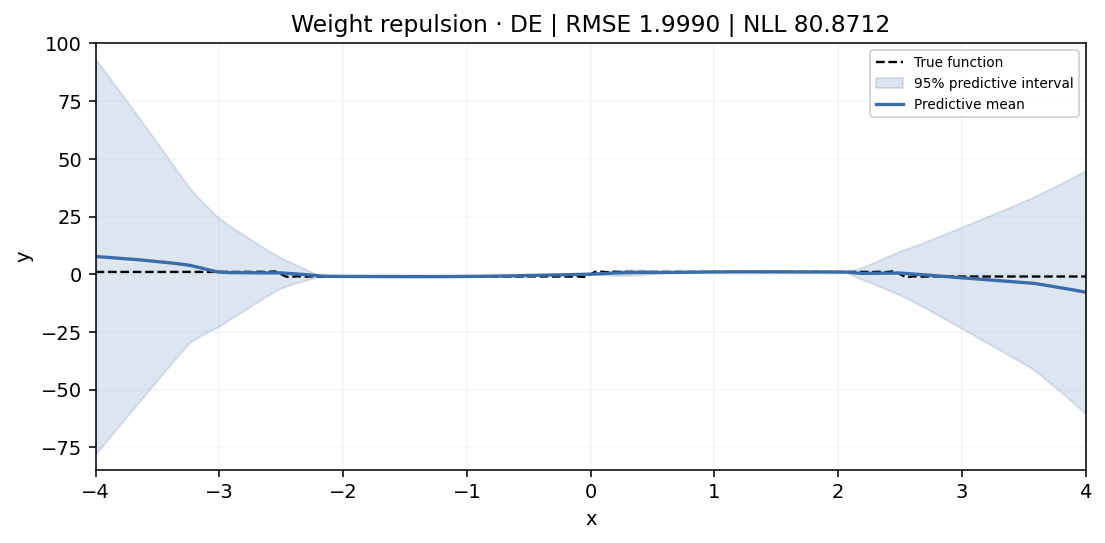 Weight repulsion · DE | RMSE 1.9990 | NLL 80.8712
True function
95% predictive interval
Predictive mean
y
100
75
50
25
0
−25
−50
−75
−4 −3 −2 −1 0 1 2 3 4
x